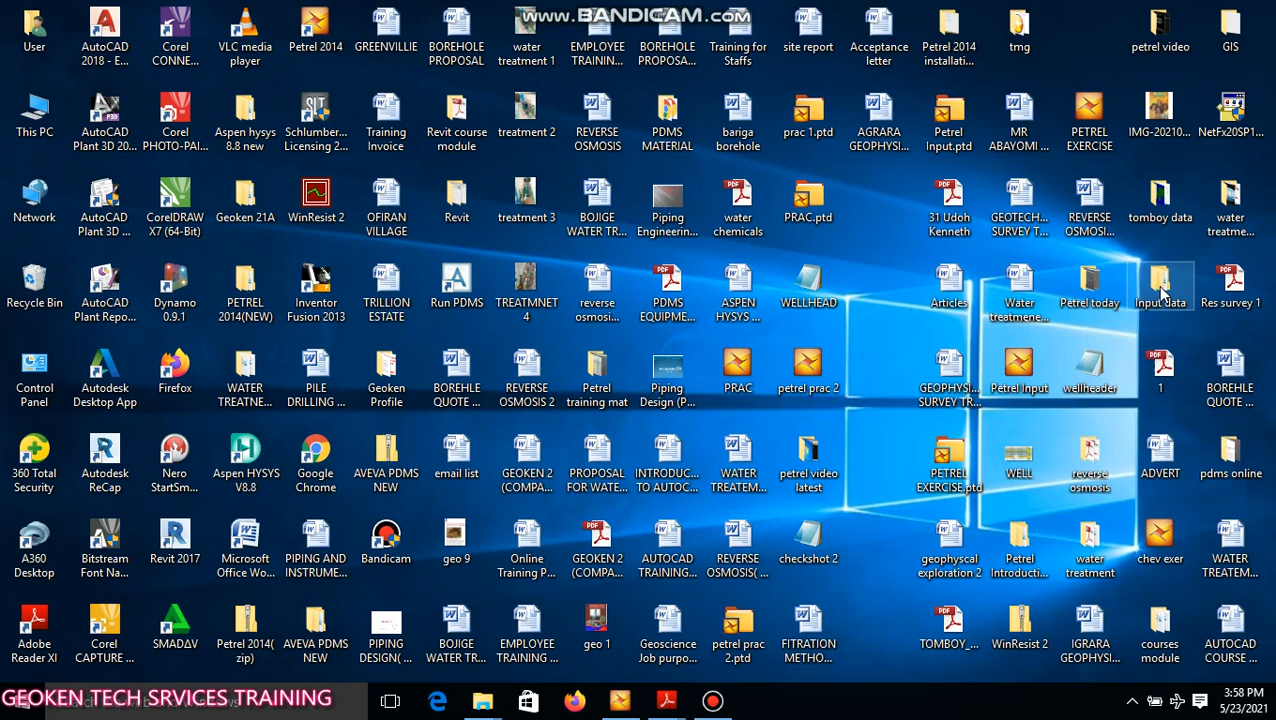 www.BANDICAM.com
User
AutoCAD
2018 - E...
Corel
CONNE...
VLC media
player
Petrel 2014
GREENVILLIE
BOREHOLE
PROPOSAL
water
treatment 1
EMPLOYEE
TRAININ...
BOREHOLE
PROPOSA...
Training for
Staffs
site report
Acceptance
letter
Petrel 2014
installati...
tmg
petrel video
GIS
This PC
AutoCAD
Plant 3D 20...
Corel
PHOTO-PAI...
Aspen hysys
8.8 new
Schlumber...
Licensing 2...
Training
Invoice
Revit course
module
treatment 2
REVERSE
OSMOSIS
PDMS
MATERIAL
bariga
borehole
prac 1.ptd
AGRARA
GEOPHYSI...
Petrel
Input.ptd
MR
ABAYOMI ...
PETREL
EXERCISE
IMG-20210...
NetFx20SP1...
Network
AutoCAD
Plant 3D ...
CorelDRAW
X7 (64-Bit)
Geoken 21A
WinResist 2
OFIRAN
VILLAGE
Revit
treatment 3
BOJIGE
WATER TR...
Piping
Engineerin...
water
chemicals
PRAC.ptd
31 Udoh
Kenneth
GEOTECH...
SURVEY T...
REVERSE
OSMOSI...
tomboy data
water
treatme...
Recycle Bin
AutoCAD
Plant Repo...
Dynamo
0.9.1
PETREL
2014(NEW)
Inventor
Fusion 2013
TRILLION
ESTATE
Run PDMS
TREATMNET
4
reverse
osmosi...
PDMS
EQUIPME...
ASPEN
HYSYS ...
WELLHEAD
Articles
Water
treatmene...
Petrel today
Input data
Res survey 1
Control
Panel
Autodesk
Desktop App
Firefox
WATER
TREATNE...
PILE
DRILLING ...
Geoken
Profile
BOREHLE
QUOTE ...
REVERSE
OSMOSIS 2
Petrel
training mat
Piping
Design (P...
PRAC
petrel prac 2
GEOPHYSI...
SURVEY TR...
Petrel Input
wellheader
1
BOREHLE
QUOTE ...
360 Total
Security
Autodesk
ReCap
Nero
StartSm...
Aspen HYSYS
V8.8
Google
Chrome
AVEVA PDMS
NEW
email list
GEOKEN 2
(COMPA...
PROPOSAL
FOR WATE...
INTRODUC...
TO AUTOC...
WATER
TREATEM...
petrel video
latest
PETREL
EXERCISE.ptd
WELL
reverse
osmosis
ADVERT
pdms online
A360
Desktop
Bitstream
Font Na...
Revit 2017
Microsoft
Office Wo...
PIPING AND
INSTRUME...
Bandicam
geo 9
Online
Training P...
GEOKEN 2
(COMPA...
AUTOCAD
TRAINING...
REVERSE
OSMOSIS( ...
checkshot 2
geophyscal
exploration 2
Petrel
Introducti...
water
treatment
chev exer
WATER
TREATEM...
Adobe
Reader XI
Corel
CAPTURE ...
SMADAV
Petrel 2014(
zip)
AVEVA PDMS
NEW
PIPING
DESIGN( ...
BOJIGE
WATER TR...
EMPLOYEE
TRAINING ...
geo 1
Geoscience
Job purpo...
petrel prac
2.ptd
FITRATION
METHO...
TOMBOY_...
WinResist 2
IGRARA
GEOPHYSI...
courses
module
AUTOCAD
COURSE ...
GEOKEN TECH SRVICES TRAINING
3:58 PM
5/23/2021